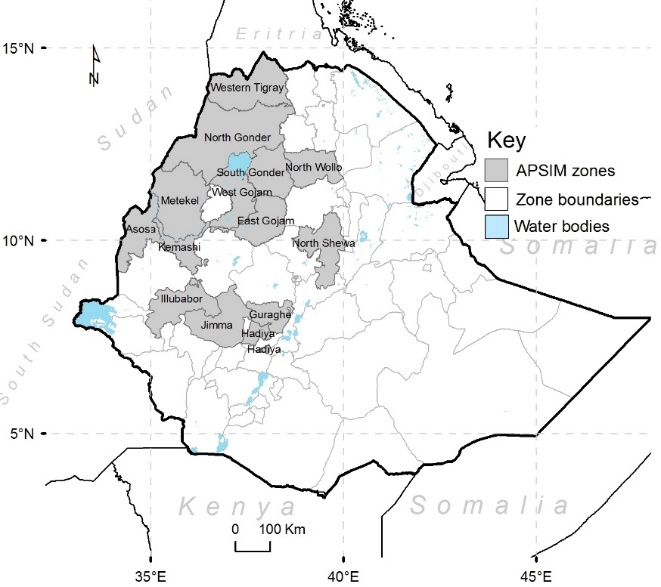 Eritria
15°N
N
Western Tigray
Sudan
North Gonder
Key
South Gonder
North Wollo
APSIM zones
West Gojam
Metekel
Zone boundaries
East Gojam
Water bodies
Asosa
10°N
Kemashi
North Shewa
Somalia
South Sudan
Illubabor
Guraghe
Jimma
Hadiya
Hadiya
5°N
Kenya
Somalia
0 100 Km
35°E
40°E
45°E